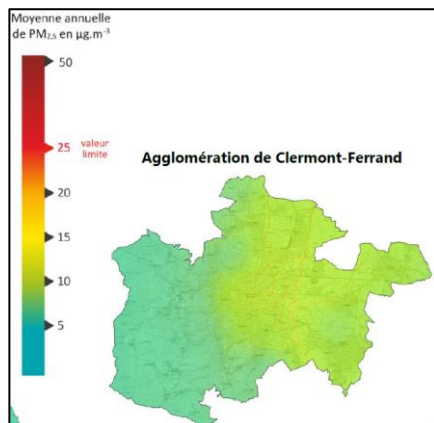 Moyenne annuelle
de PM2,5 en µg.m-3
50
25 valeur
limite
20
15
10
5
Agglomération de Clermont-Ferrand